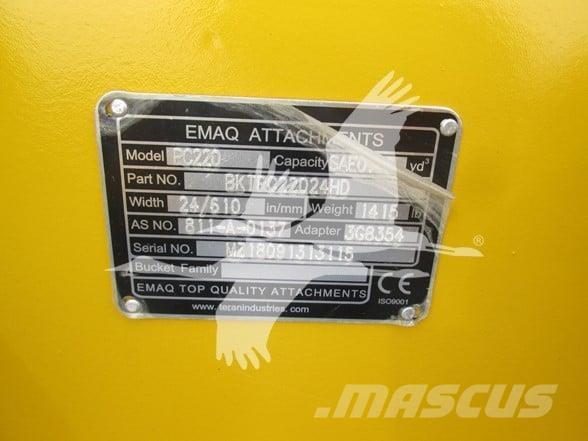 EMAQ ATTACHMENTS
Model PC220 Capacity SAE0. yd³
Part NO. BKTPC22024HD
Width 24/610 in/mm Weight 1415 lb
AS NO. 811-A-0137 Adapter 3G8354
Serial NO. MZ18091313115
Bucket Family
EMAQ TOP QUALITY ATTACHMENTS
CE
ISO9001
www.teranindustries.com
®
MASCUS